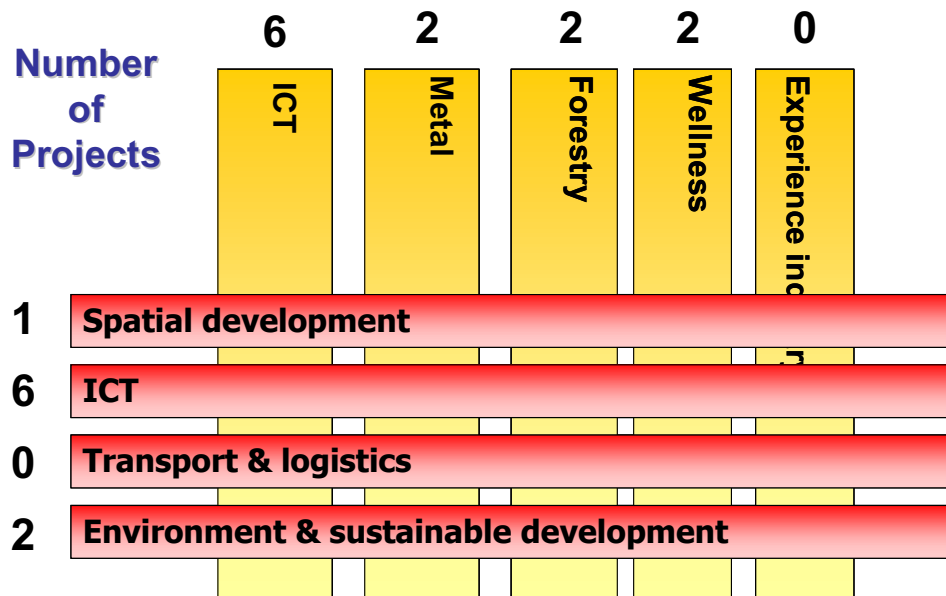 6 2 2 2 0
Number
of
Projects
ICT
Metal
Forestry
Wellness
Experience
1 Spatial development
6 ICT
0 Transport & logistics
2 Environment & sustainable development